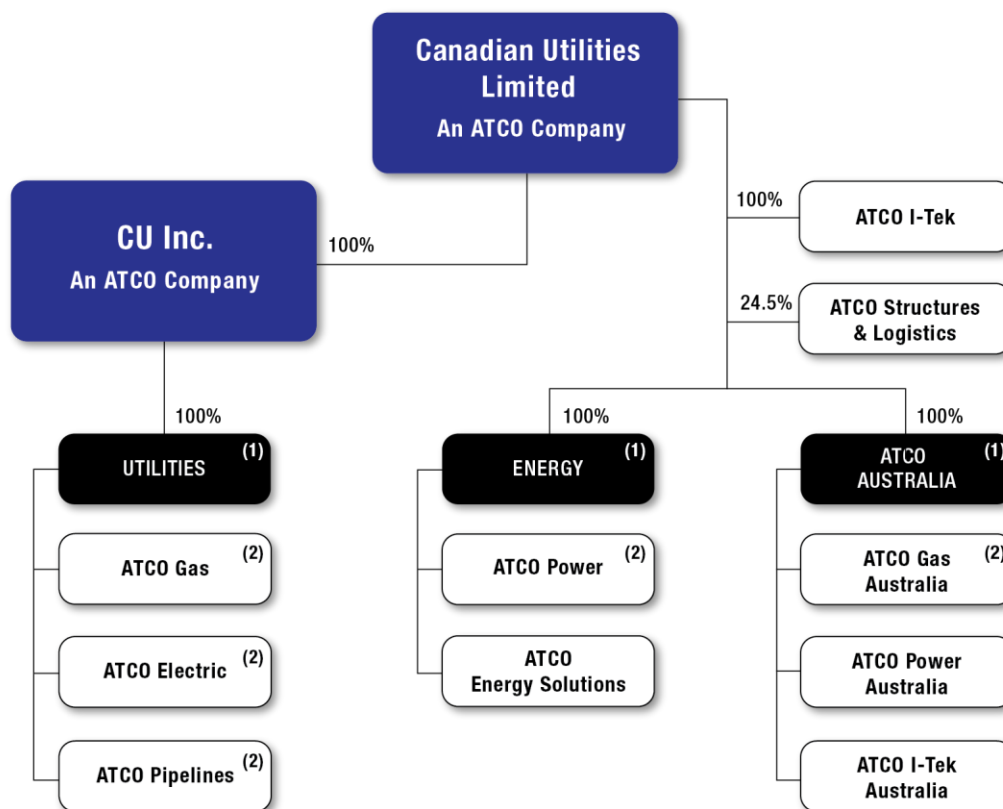 Canadian Utilities
Limited
An ATCO Company
CU Inc.
An ATCO Company
100%
100%
ATCO I-Tek
24.5%
ATCO Structures
& Logistics
100%
UTILITIES (1)
ATCO Gas (2)
ATCO Electric (2)
ATCO Pipelines (2)
100%
ENERGY (1)
ATCO Power (2)
ATCO
Energy Solutions
100%
ATCO (1)
AUSTRALIA
ATCO Gas (2)
Australia
ATCO Power
Australia
ATCO I-Tek
Australia